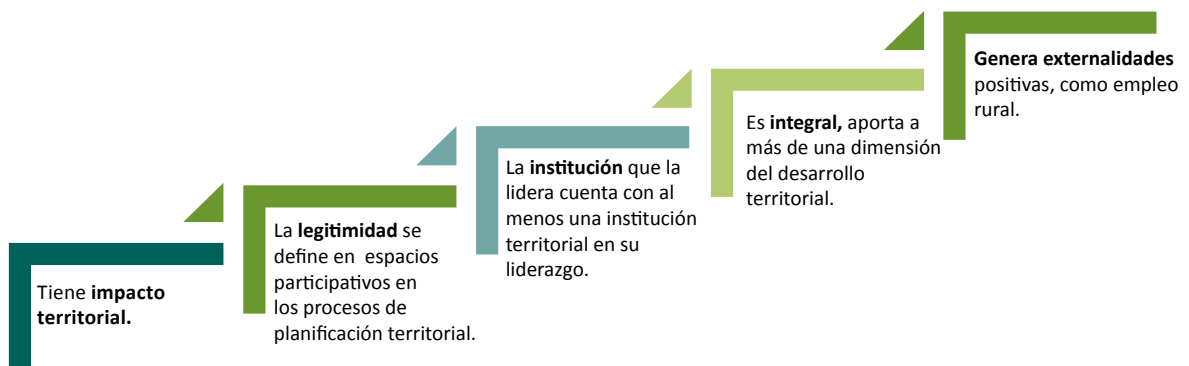 Tiene impacto
territorial.
La legitimidad se
define en espacios
participativos en
los procesos de
planificación territorial.
La institución que la
lidera cuenta con al
menos una institución
territorial en su
liderazgo.
Es integral, aporta a
más de una dimensión
del desarrollo
territorial.
Genera externalidades
positivas, como empleo
rural.